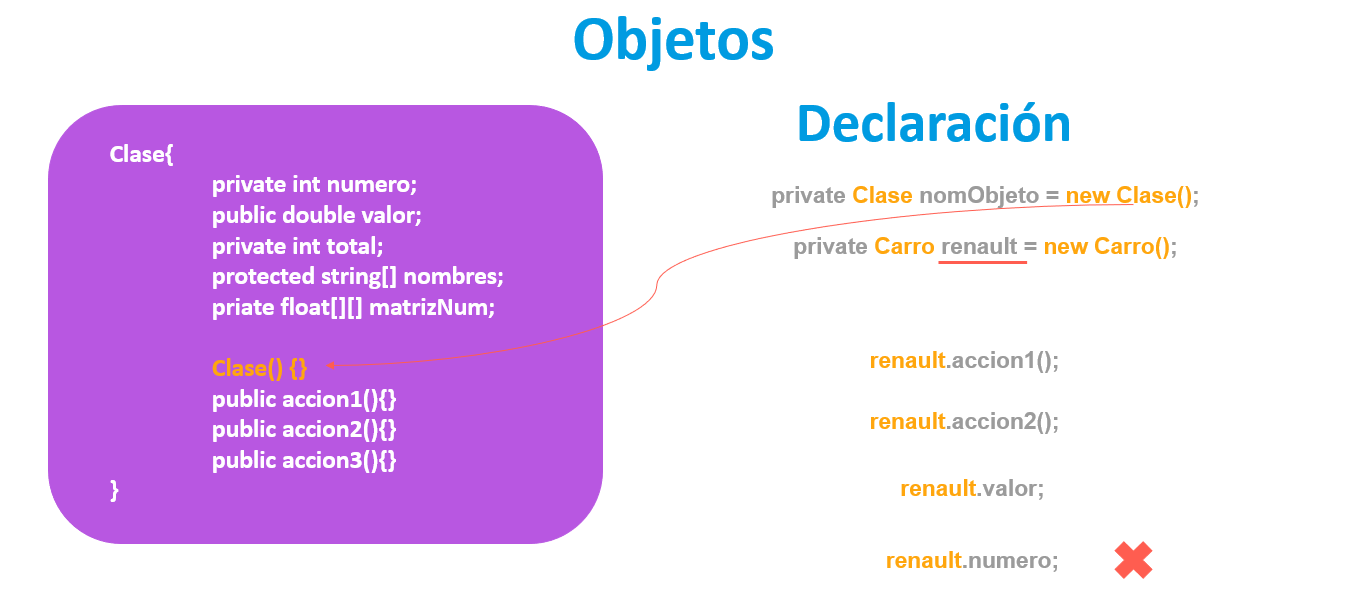 Objetos
Clase{
private int numero;
public double valor;
private int total;
protected string[] nombres;
priate float[][] matrizNum;
Clase() {}
public accion1(){}
public accion2(){}
public accion3(){}
}
Declaración
private Clase nomObjeto = new Clase();
private Carro renault = new Carro();
renault.accion1();
renault.accion2();
renault.valor;
renault.numero;